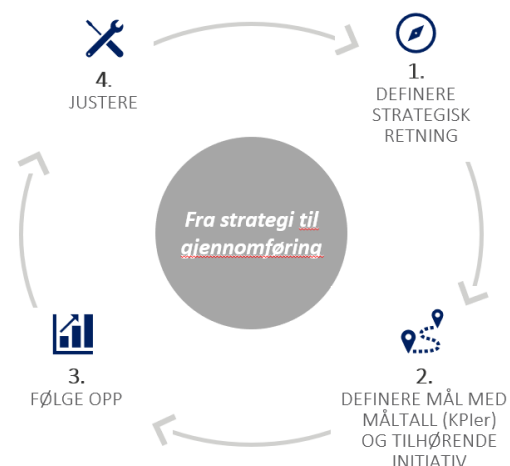 4.
JUSTERE
1.
DEFINERE
STRATEGISK
RETNING
Fra strategi til
gjennomføring
3.
FØLGE OPP
2.
DEFINERE MÅL MED
MÅLTALL (KPIer)
OG TILHØRENDE
INITIATIV